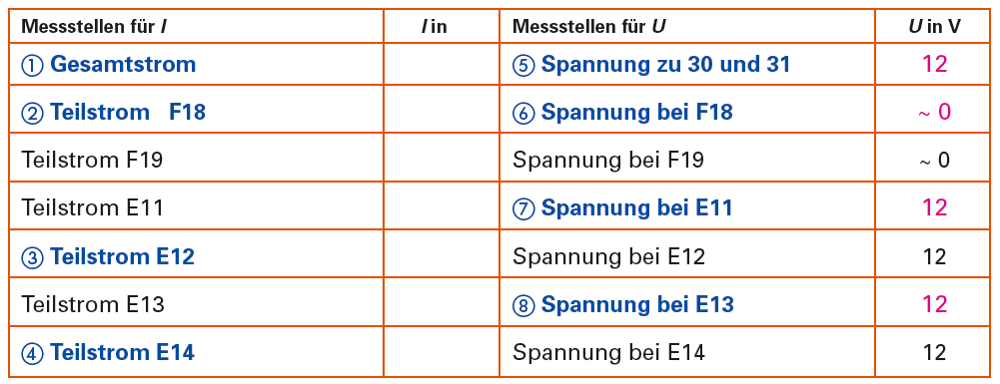 Messstellen für I I in Messstellen für U U in V
① Gesamtstrom ⑤ Spannung zu 30 und 31 12
② Teilstrom F18 ⑥ Spannung bei F18 ~ 0
Teilstrom F19 Spannung bei F19 ~ 0
Teilstrom E11 ⑦ Spannung bei E11 12
③ Teilstrom E12 Spannung bei E12 12
Teilstrom E13 ⑧ Spannung bei E13 12
④ Teilstrom E14 Spannung bei E14 12